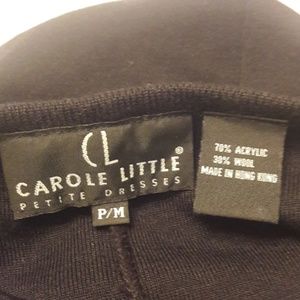 CL
CAROLE LITTLE ®
PETITE DRESSES
P/M
70% ACRYLIC
30% WOOL
MADE IN HONG KONG